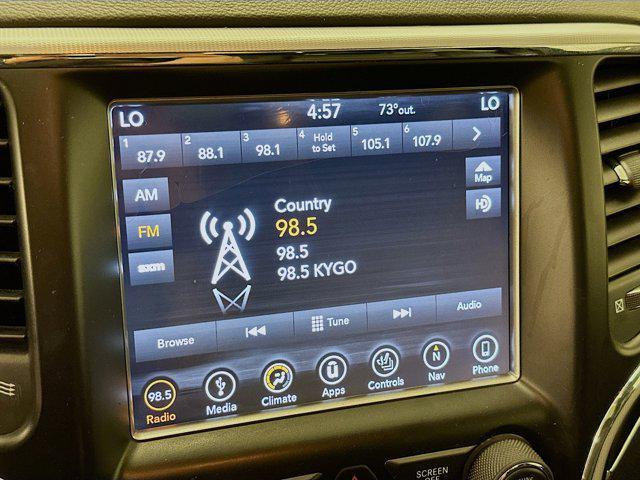 LO 4:57 73°out. LO
1 87.9 2 88.1 3 98.1 4 Hold to Set 5 105.1 6 107.9
AM
Map
FM
HD
sxm
Country
98.5
98.5
98.5 KYGO
Browse Tune Audio
98.5 N
Radio Media Climate Apps Controls Nav Phone
SCREEN
OFF